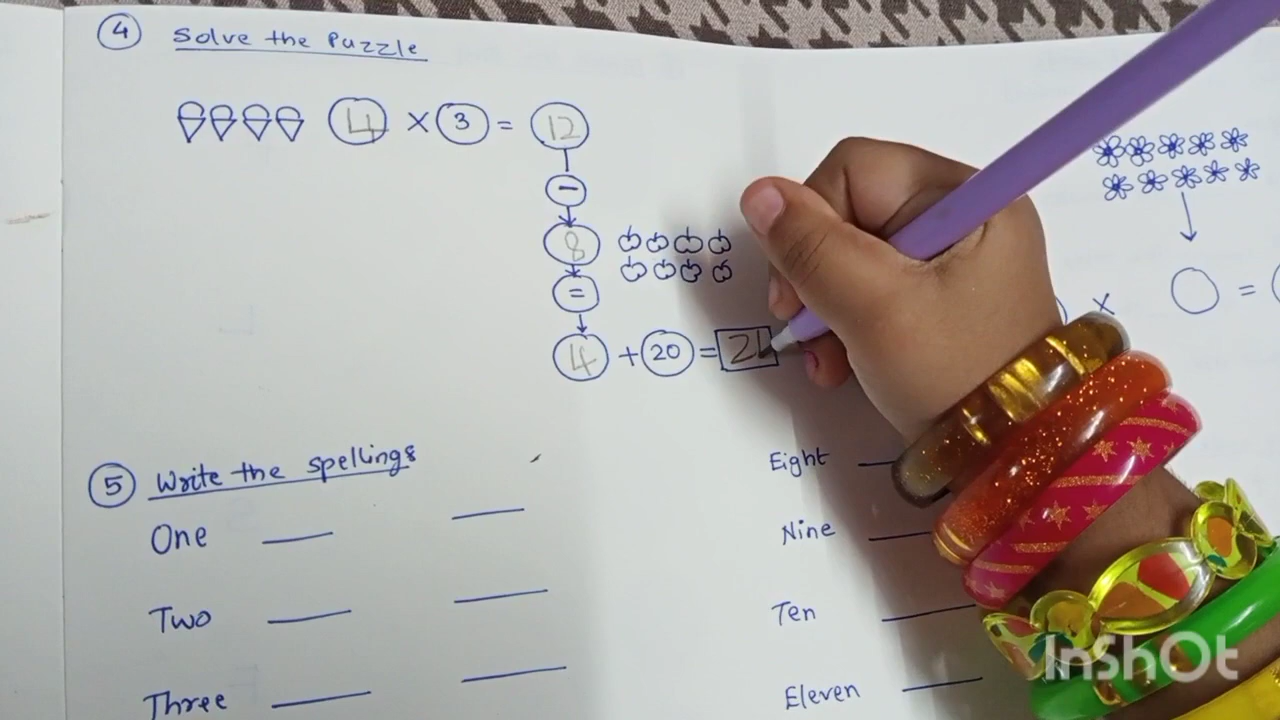 4 Solve the Puzzle
4 × 3 = 12
-
8
=
4 + 20 = 2
× =
5 Write the spellings
One
Two
Three
Eight
Nine
Ten
Eleven
InShOt